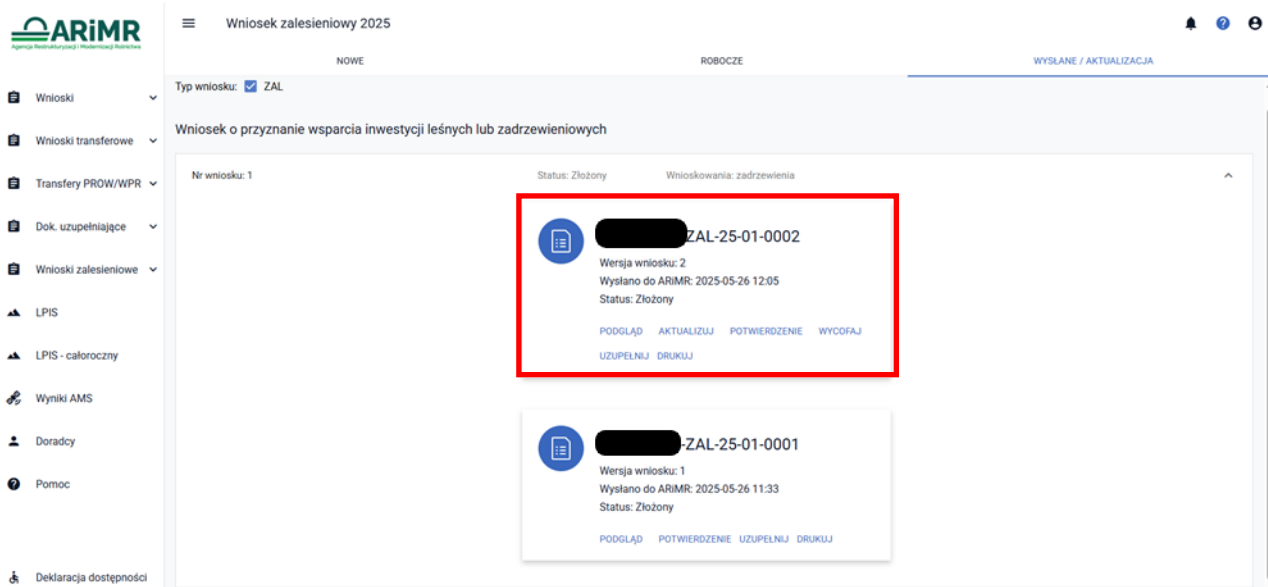 ARiMR
Agencja Restrukturyzacji i Modernizacji Rolnictwa
Wniosek zalesieniowy 2025
NOWE
ROBOCZE
WYSŁANE / AKTUALIZACJA
Wnioski
Wnioski transferowe
Transfery PROW/WPR
Dok. uzupełniające
Wnioski zalesieniowe
LPIS
LPIS - całoroczny
Wyniki AMS
Doradcy
Pomoc
Deklaracja dostępności
Typ wniosku: ZAL
Wniosek o przyznanie wsparcia inwestycji leśnych lub zadrzewieniowych
Nr wniosku: 1
Status: Złożony
Wnioskowania: zadrzewienia
ZAL-25-01-0002
Wersja wniosku: 2
Wysłano do ARiMR: 2025-05-26 12:05
Status: Złożony
PODGLĄD AKTUALIZUJ POTWIERDZENIE WYCOFAJ
UZUPEŁNIJ DRUKUJ
-ZAL-25-01-0001
Wersja wniosku: 1
Wysłano do ARiMR: 2025-05-26 11:33
Status: Złożony
PODGLĄD POTWIERDZENIE UZUPEŁNIJ DRUKUJ